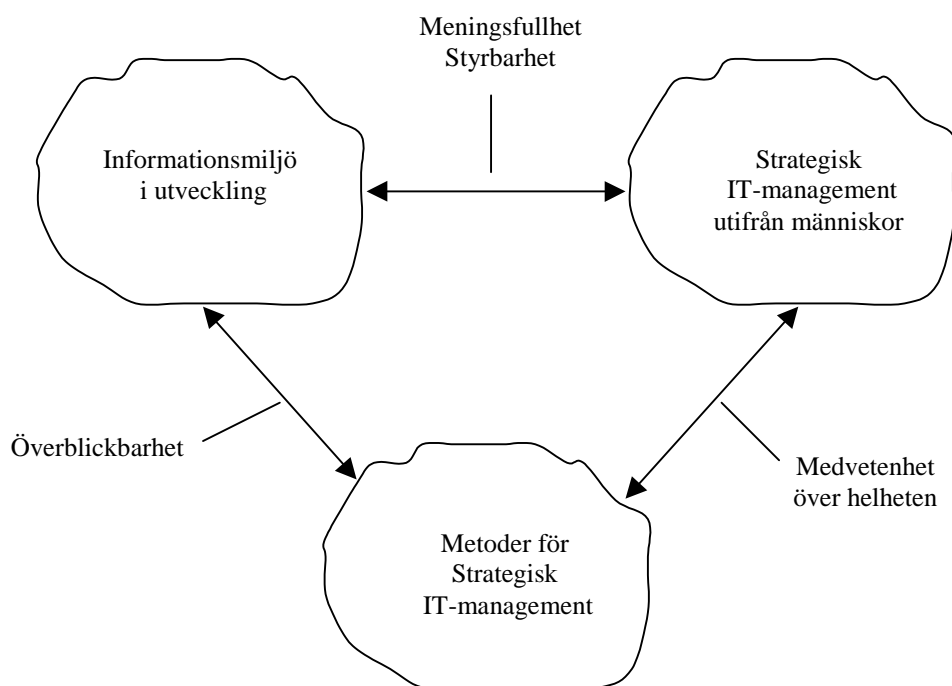 Meningsfullhet
Styrbarhet
Informationsmiljö
i utveckling
Strategisk
IT-management
utifrån människor
Överblickbarhet
Medvetenhet
över helheten
Metoder för
Strategisk
IT-management